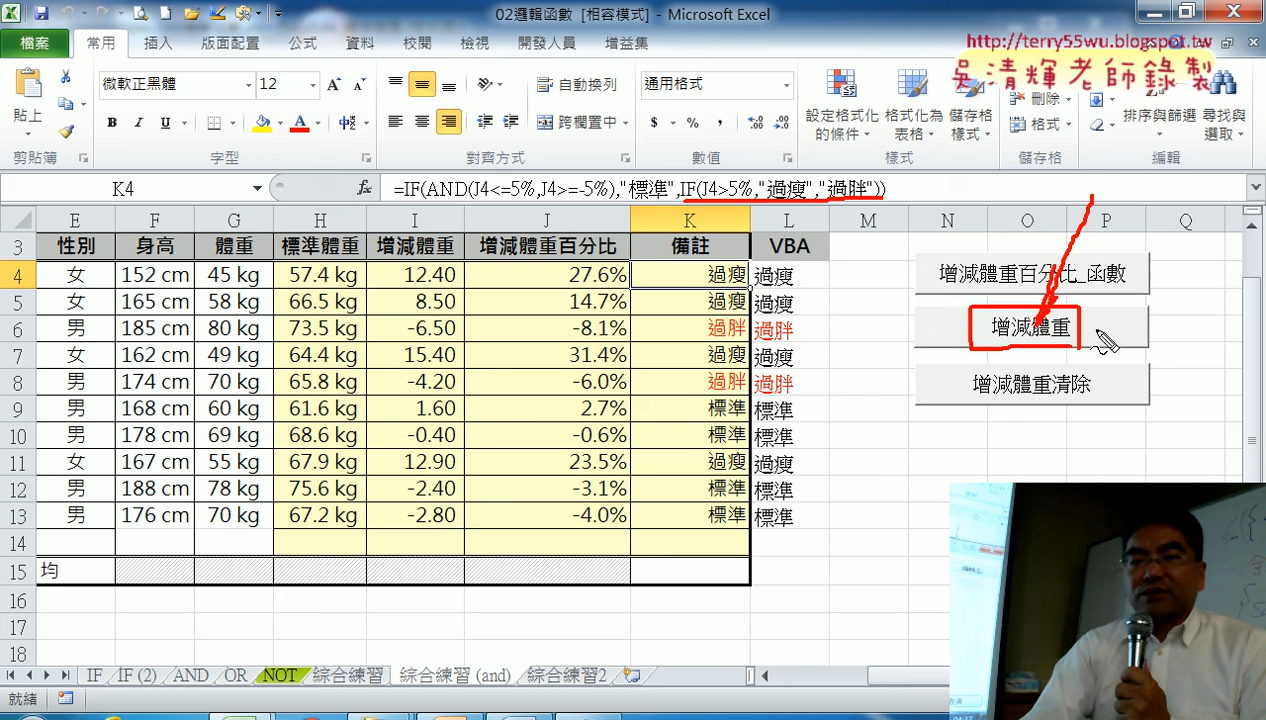 02邏輯函數 [相容模式] - Microsoft Excel
http://terry55wu.blogspot.tw
吳清輝老師錄製
檔案 常用 插入 版面配置 公式 資料 校閱 檢視 開發人員 增益集
微軟正黑體 12 自動換列 通用格式
貼上 跨欄置中 設定格式化的條件 格式化為表格 儲存格樣式 刪除 格式 排序與篩選 尋找與選取
剪貼簿 字型 對齊方式 數值 樣式 儲存格 編輯
K4 fx =IF(AND(J4<=5%,J4>=-5%),"標準",IF(J4>5%,"過瘦","過胖"))
E F G H I J K L M N O P Q
3 性別 身高 體重 標準體重 增減體重 增減體重百分比 備註 VBA
4 女 152 cm 45 kg 57.4 kg 12.40 27.6% 過瘦 過瘦
5 女 165 cm 58 kg 66.5 kg 8.50 14.7% 過瘦 過瘦
6 男 185 cm 80 kg 73.5 kg -6.50 -8.1% 過胖 過胖
7 女 162 cm 49 kg 64.4 kg 15.40 31.4% 過瘦 過瘦
8 男 174 cm 70 kg 65.8 kg -4.20 -6.0% 過胖 過胖
9 男 168 cm 60 kg 61.6 kg 1.60 2.7% 標準 標準
10 男 178 cm 69 kg 68.6 kg -0.40 -0.6% 標準 標準
11 女 167 cm 55 kg 67.9 kg 12.90 23.5% 過瘦 過瘦
12 男 188 cm 78 kg 75.6 kg -2.40 -3.1% 標準 標準
13 男 176 cm 70 kg 67.2 kg -2.80 -4.0% 標準 標準
14
15 均
16
17
18
增減體重百分比_函數
增減體重
增減體重清除
IF IF (2) AND OR NOT 綜合練習 綜合練習 (and) 綜合練習2
就緒